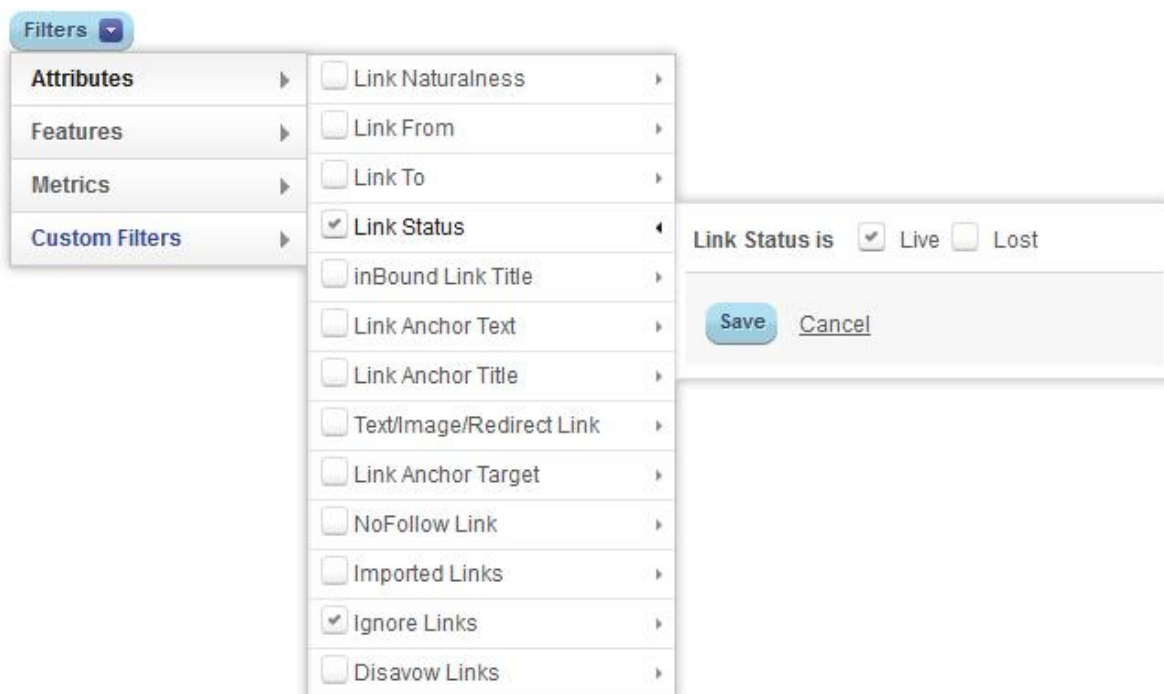 Filters
Attributes
Features
Metrics
Custom Filters
Link Naturalness
Link From
Link To
Link Status
inBound Link Title
Link Anchor Text
Link Anchor Title
Text/Image/Redirect Link
Link Anchor Target
NoFollow Link
Imported Links
Ignore Links
Disavow Links
Link Status is Live Lost
Save Cancel